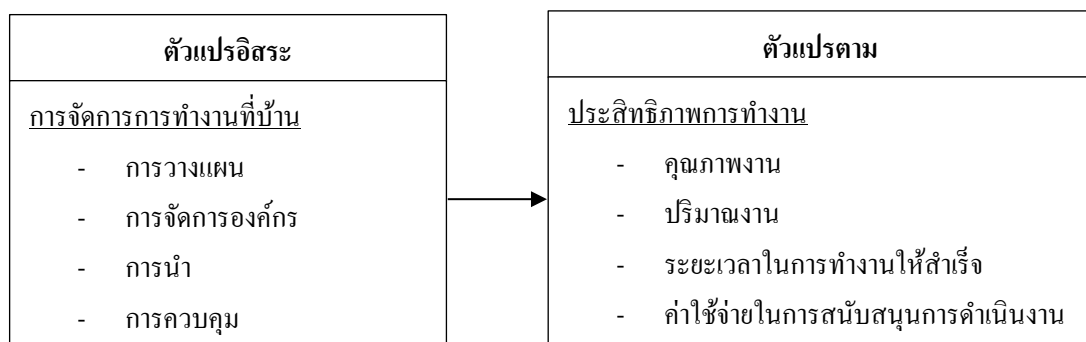 ตัวแปรอิสระ
การจัดการการทำงานที่บ้าน
- การวางแผน
- การจัดการองค์กร
- การนำ
- การควบคุม
ตัวแปรตาม
ประสิทธิภาพการทำงาน
- คุณภาพงาน
- ปริมาณงาน
- ระยะเวลาในการทำงานให้สำเร็จ
- ค่าใช้จ่ายในการสนับสนุนการดำเนินงาน